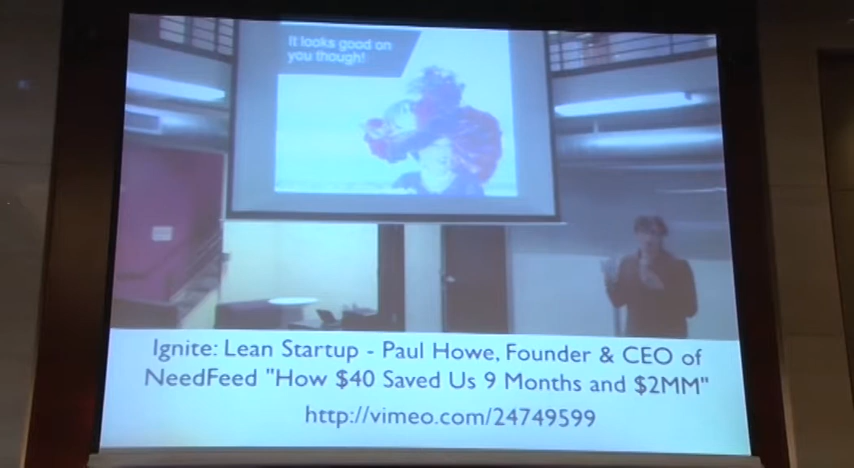 It looks good on
you though!
Ignite: Lean Startup - Paul Howe, Founder & CEO of
NeedFeed "How $40 Saved Us 9 Months and $2MM"
http://vimeo.com/24749599